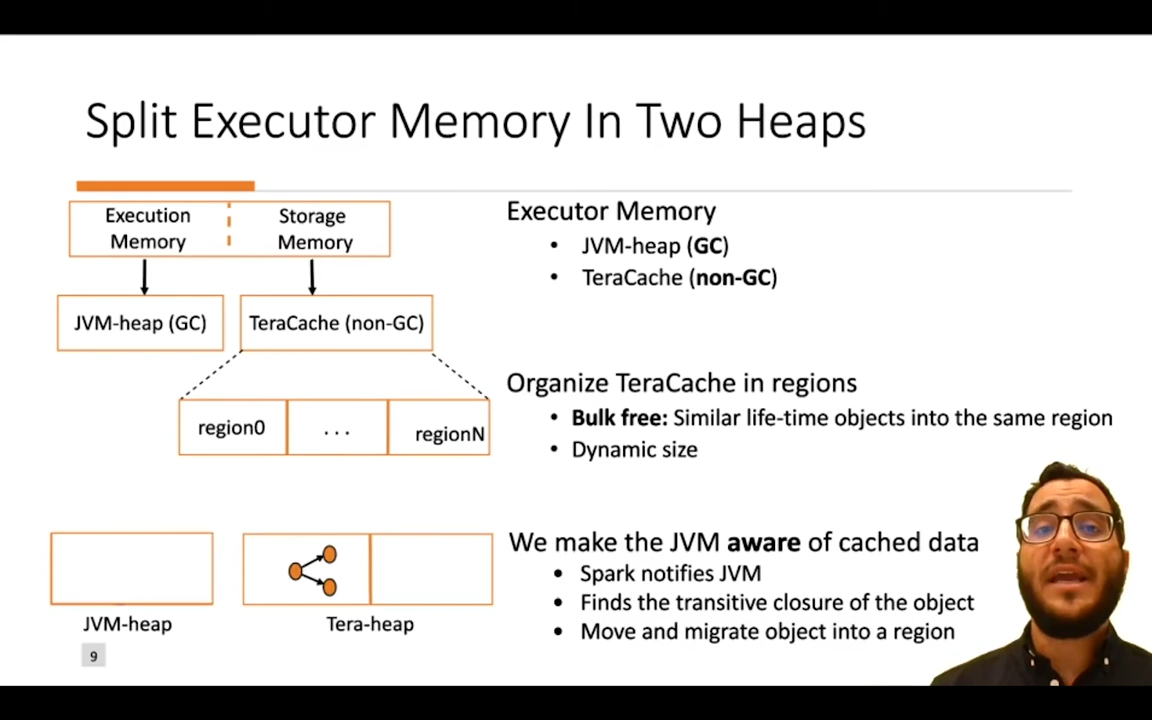 Split Executor Memory In Two Heaps
Execution
Memory
Storage
Memory
JVM-heap (GC)
TeraCache (non-GC)
region0
...
regionN
Executor Memory
• JVM-heap (GC)
• TeraCache (non-GC)
Organize TeraCache in regions
• Bulk free: Similar life-time objects into the same region
• Dynamic size
JVM-heap
Tera-heap
We make the JVM aware of cached data
• Spark notifies JVM
• Finds the transitive closure of the object
• Move and migrate object into a region
9